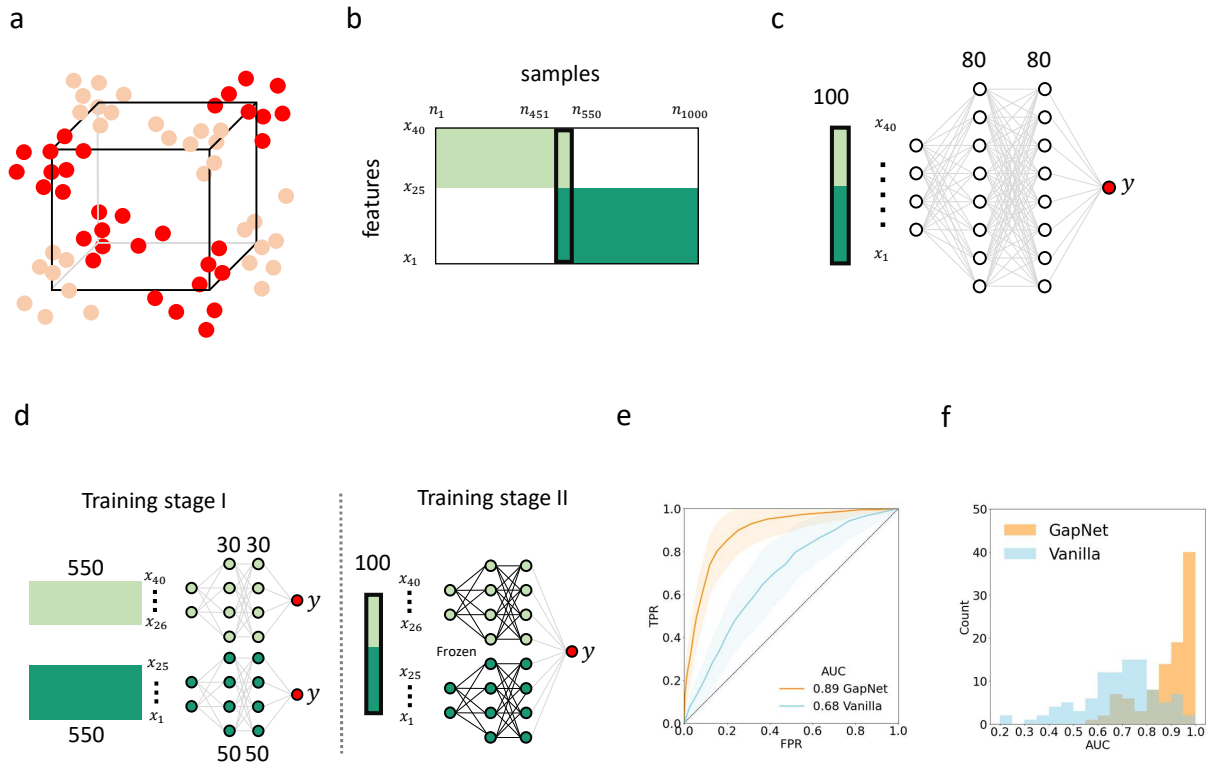 a
b
samples
n1 n451 n550 n1000
x40
x25
x1
features
c
80 80
100
x40
x1
y
d
Training stage I
30 30
550
x40
x26
y
x25
x1
y
550
50 50
Training stage II
100
x40
x26
Frozen
x25
x1
y
e
1.0
0.8
0.6
0.4
0.2
0.0
TPR
AUC
0.89 GapNet
0.68 Vanilla
0.0 0.2 0.4 0.6 0.8 1.0
FPR
f
50
40
30
20
10
0
Count
GapNet
Vanilla
0.2 0.3 0.4 0.5 0.6 0.7 0.8 0.9 1.0
AUC